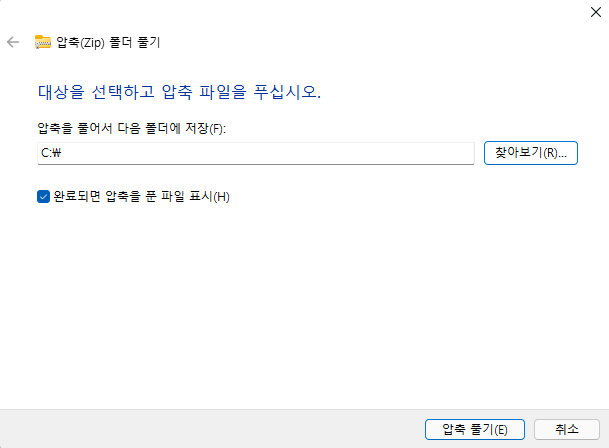 압축(Zip) 폴더 풀기
대상을 선택하고 압축 파일을 푸십시오.
압축을 풀어서 다음 폴더에 저장(F):
C:₩
찾아보기(R)...
완료되면 압축을 푼 파일 표시(H)
압축 풀기(E)
취소